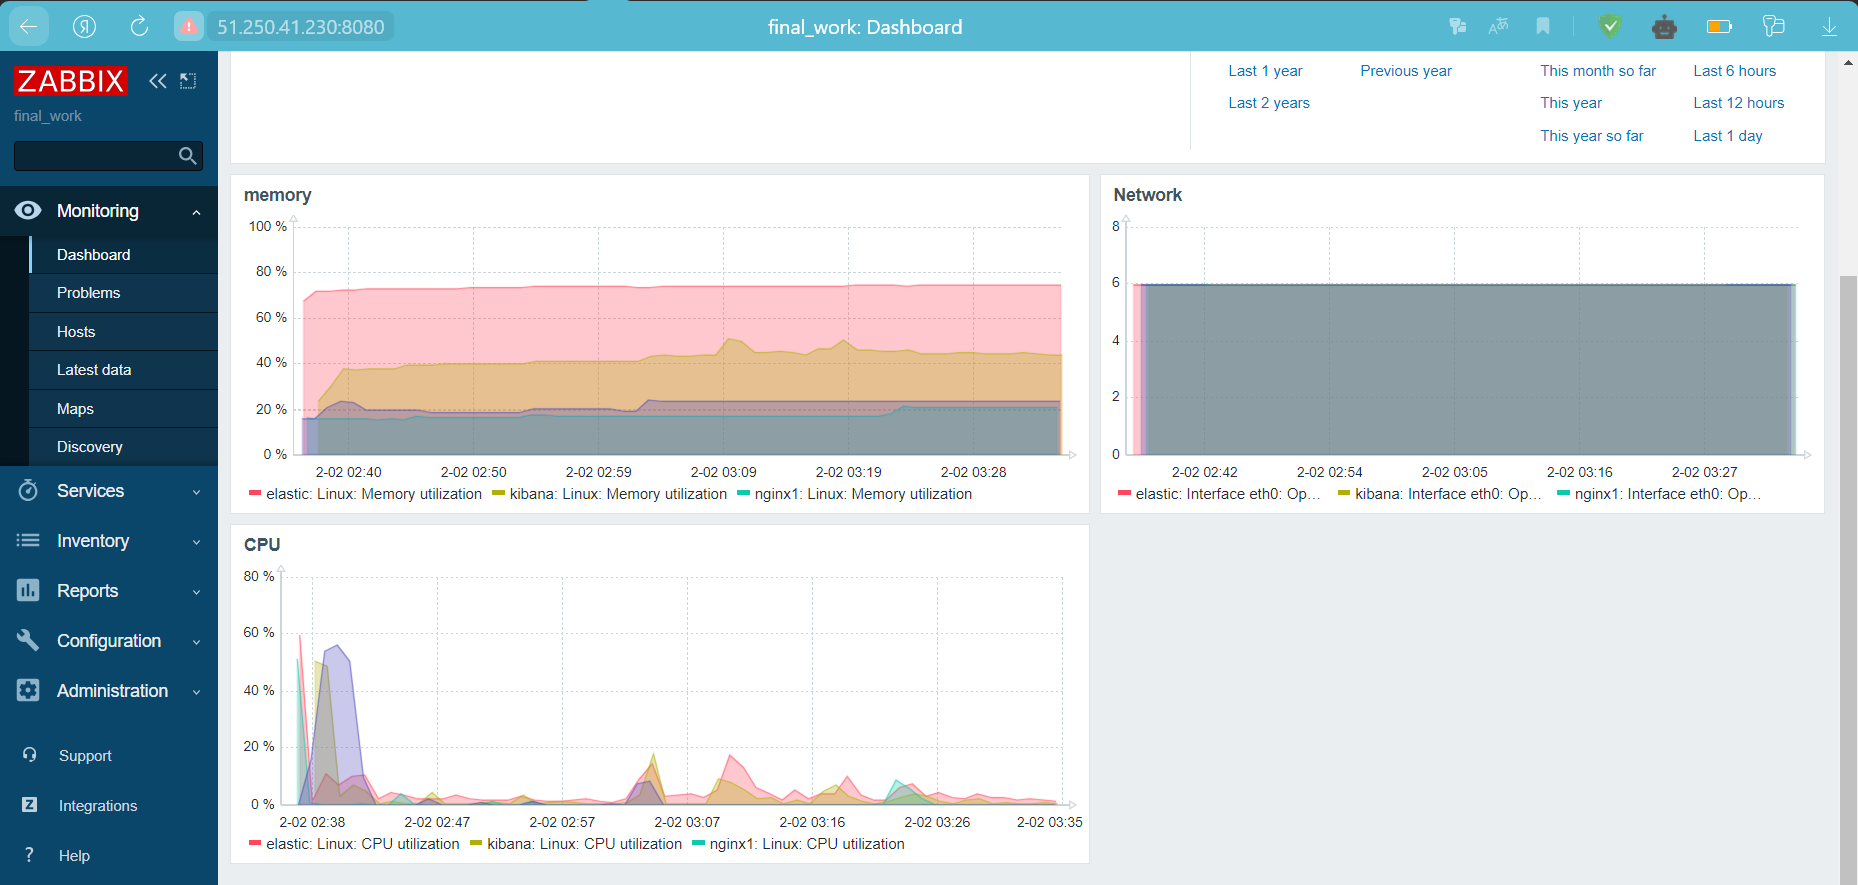 51.250.41.230:8080
final_work: Dashboard
ZABBIX
final_work
Monitoring
Dashboard
Problems
Hosts
Latest data
Maps
Discovery
Services
Inventory
Reports
Configuration
Administration
Support
Integrations
Help
Last 1 year Previous year This month so far Last 6 hours
Last 2 years This year Last 12 hours
This year so far Last 1 day
memory
100 %
80 %
60 %
40 %
20 %
0 %
2-02 02:40 2-02 02:50 2-02 02:59 2-02 03:09 2-02 03:19 2-02 03:28
elastic: Linux: Memory utilization kibana: Linux: Memory utilization nginx1: Linux: Memory utilization
Network
8
6
4
2
0
2-02 02:42 2-02 02:54 2-02 03:05 2-02 03:16 2-02 03:27
elastic: Interface eth0: Op... kibana: Interface eth0: Op... nginx1: Interface eth0: Op...
CPU
80 %
60 %
40 %
20 %
0 %
2-02 02:38 2-02 02:47 2-02 02:57 2-02 03:07 2-02 03:16 2-02 03:26 2-02 03:35
elastic: Linux: CPU utilization kibana: Linux: CPU utilization nginx1: Linux: CPU utilization